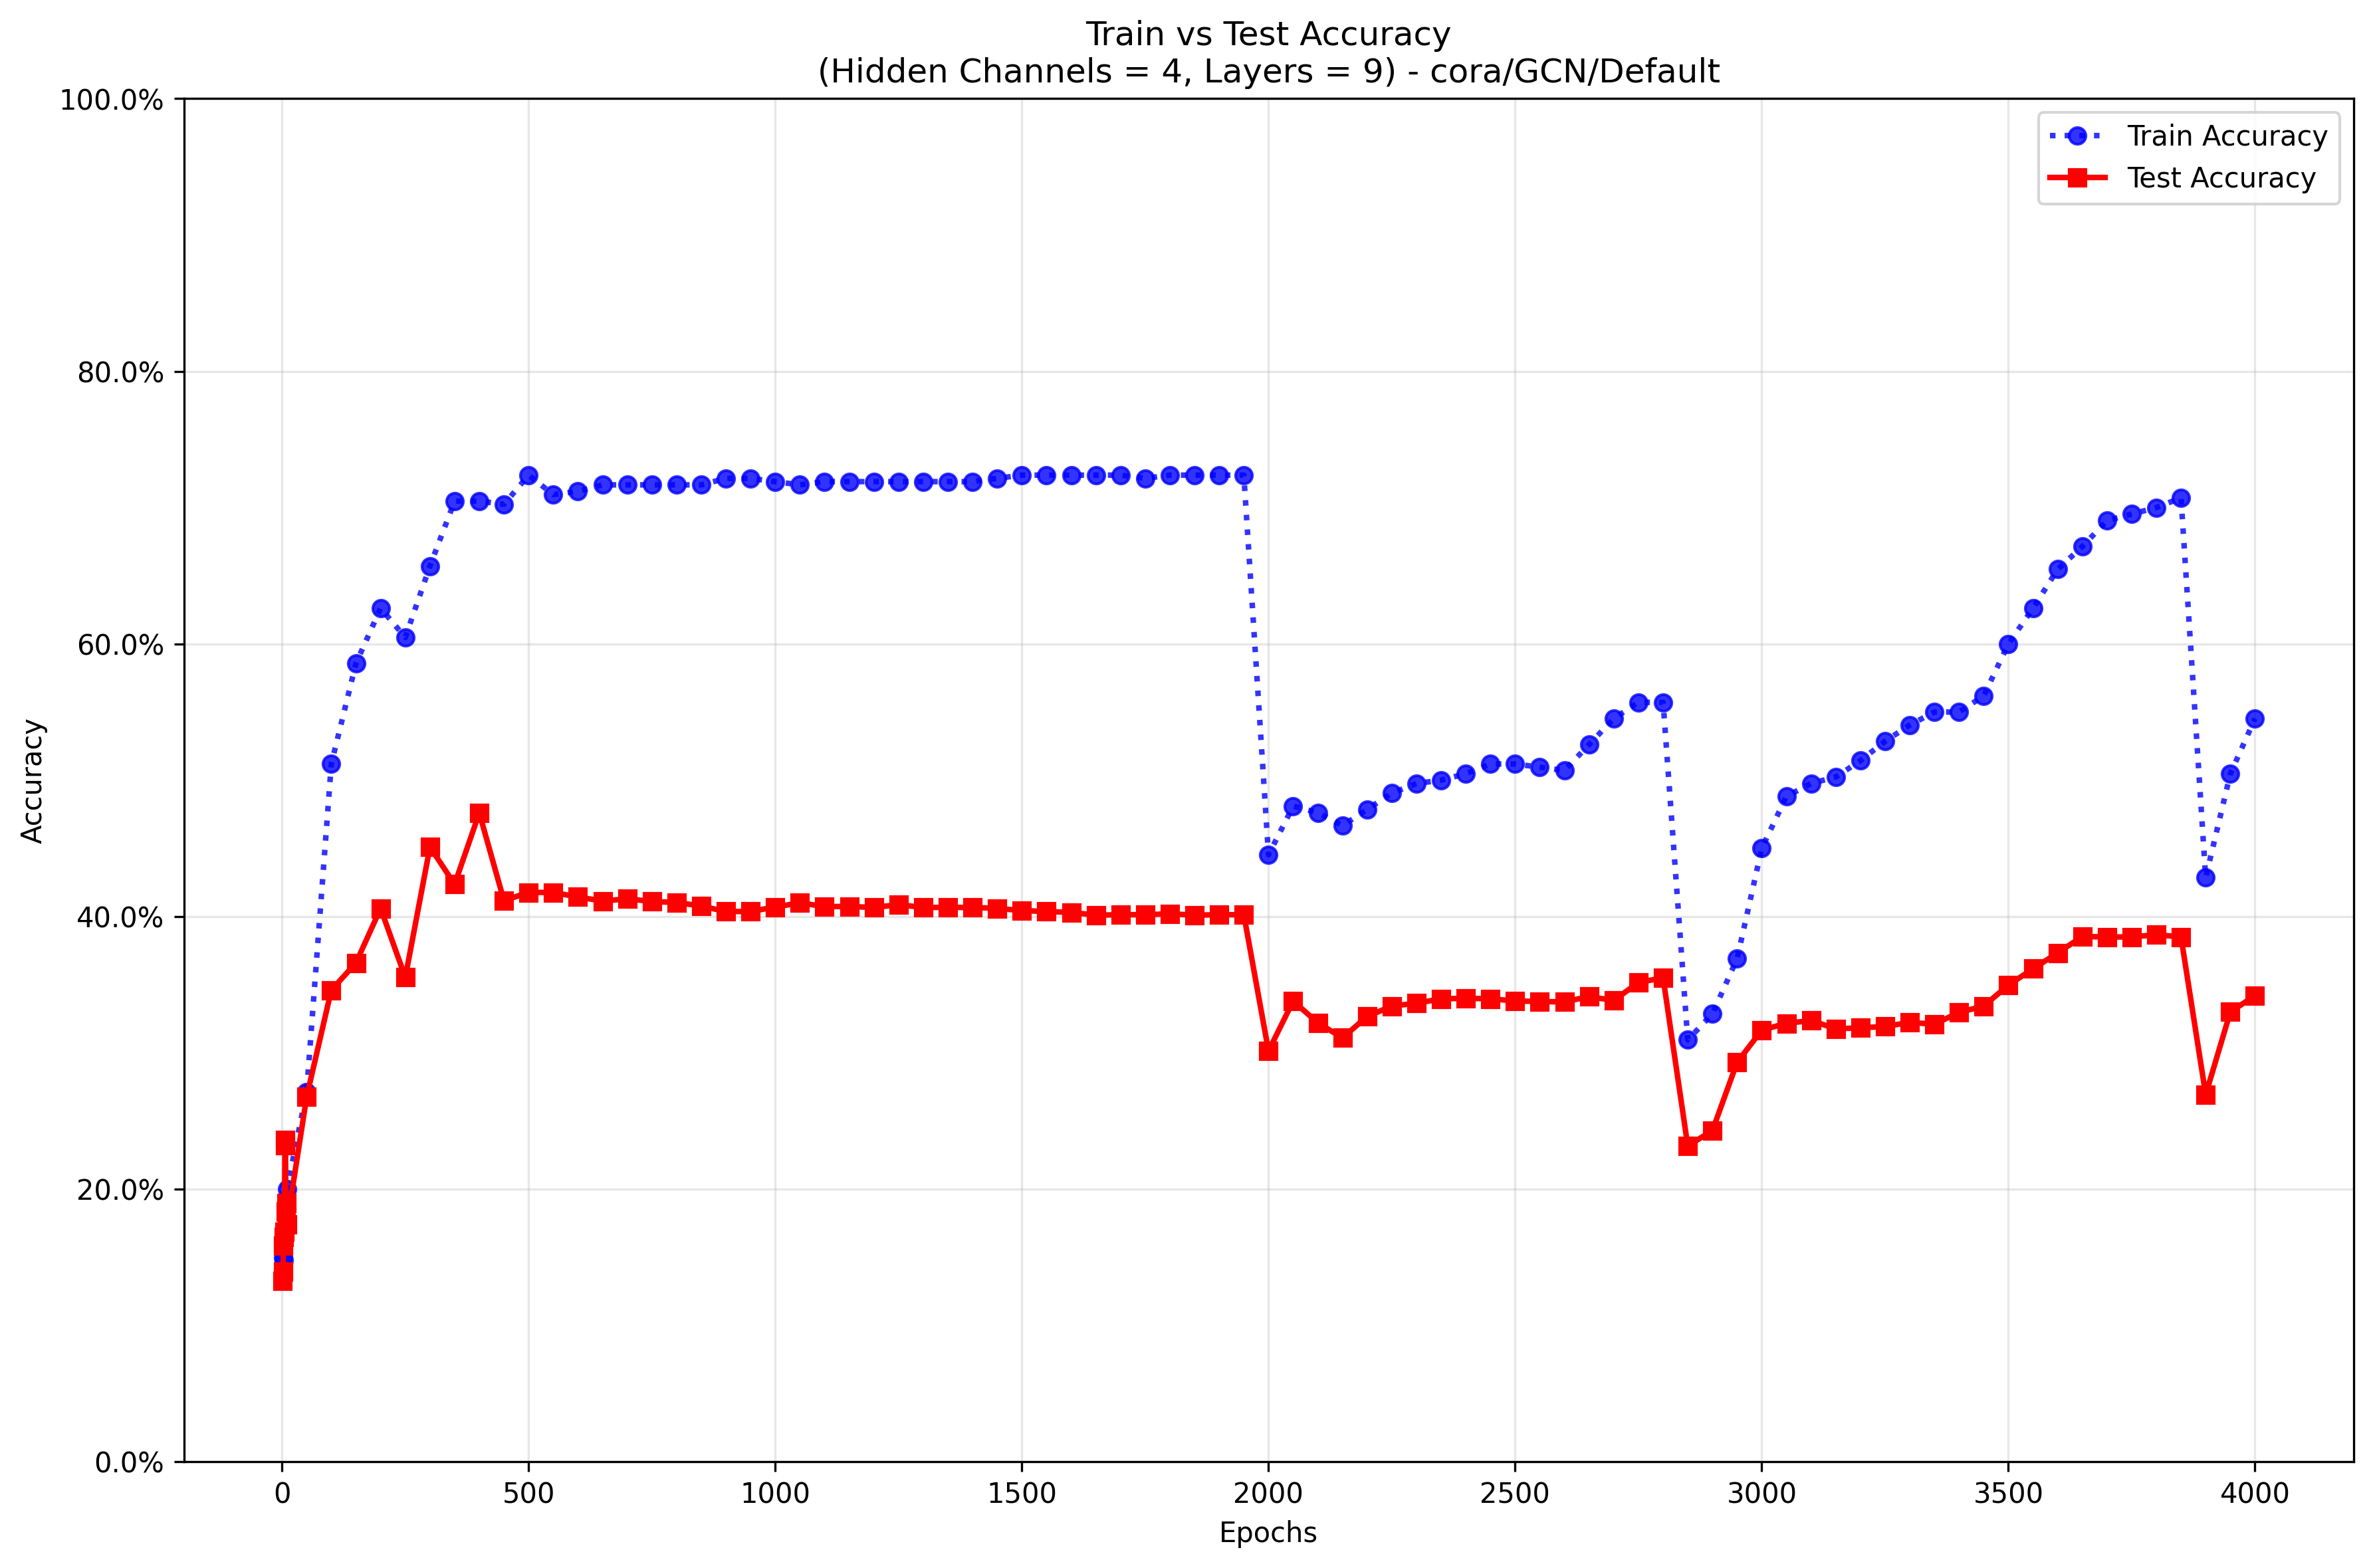 Train vs Test Accuracy
(Hidden Channels = 4, Layers = 9) - cora/GCN/Default
100.0%
80.0%
60.0%
40.0%
20.0%
0.0%
Accuracy
Train Accuracy
Test Accuracy
0 500 1000 1500 2000 2500 3000 3500 4000
Epochs